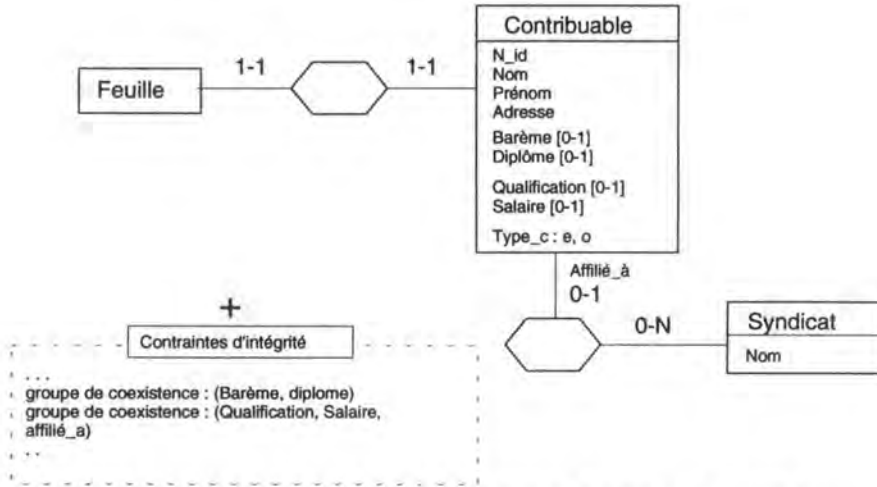 Contribuable
N_id
Nom
Prénom
Adresse
Barème [0-1]
Diplôme [0-1]
Qualification [0-1]
Salaire [0-1]
Type_c : e, o
Feuille
1-1
1-1
Affilié_à
0-1
0-N
Syndicat
Nom
+
Contraintes d'intégrité
. . .
groupe de coexistence : (Barème, diplome)
groupe de coexistence : (Qualification, Salaire,
affilié_a)
. .